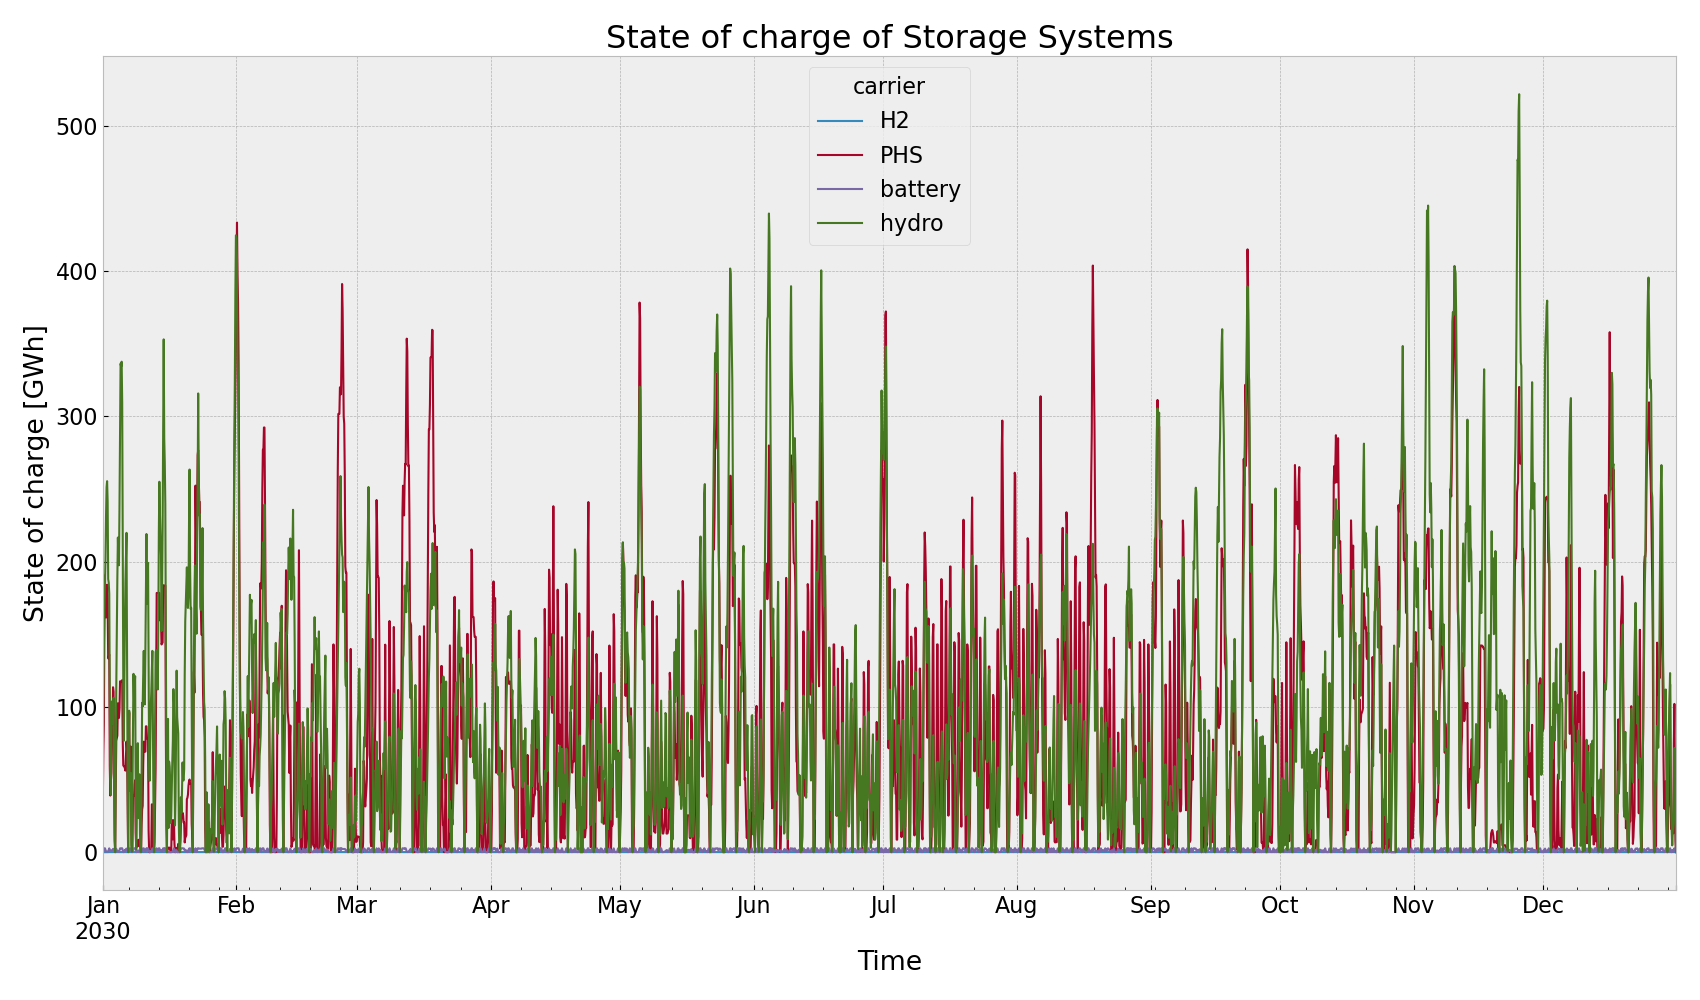 State of charge of Storage Systems
carrier
H2
PHS
battery
hydro
State of charge [GWh]
500
400
300
200
100
0
Jan Feb Mar Apr May Jun Jul Aug Sep Oct Nov Dec
2030
Time